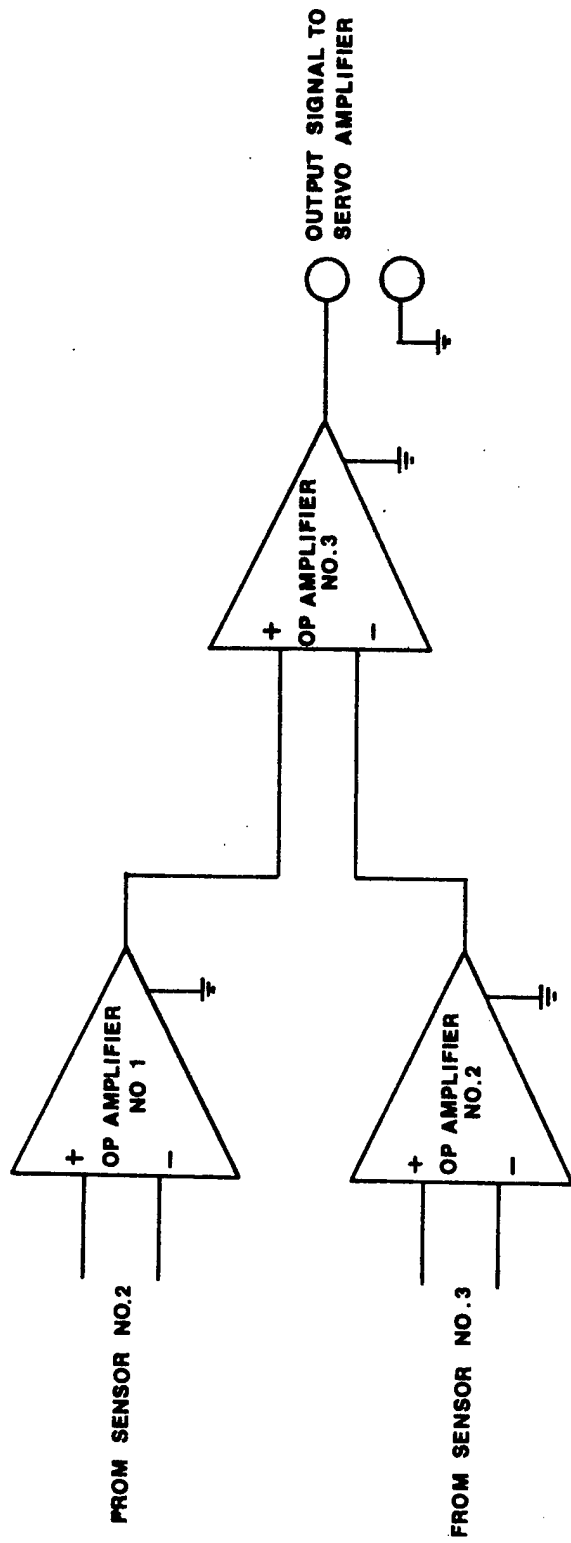 PROM SENSOR NO.2
+
OP AMPLIFIER
NO 1
−
FROM SENSOR NO.3
+
OP AMPLIFIER
NO.2
−
+
OP AMPLIFIER
NO.3
−
OUTPUT SIGNAL TO
SERVO AMPLIFIER